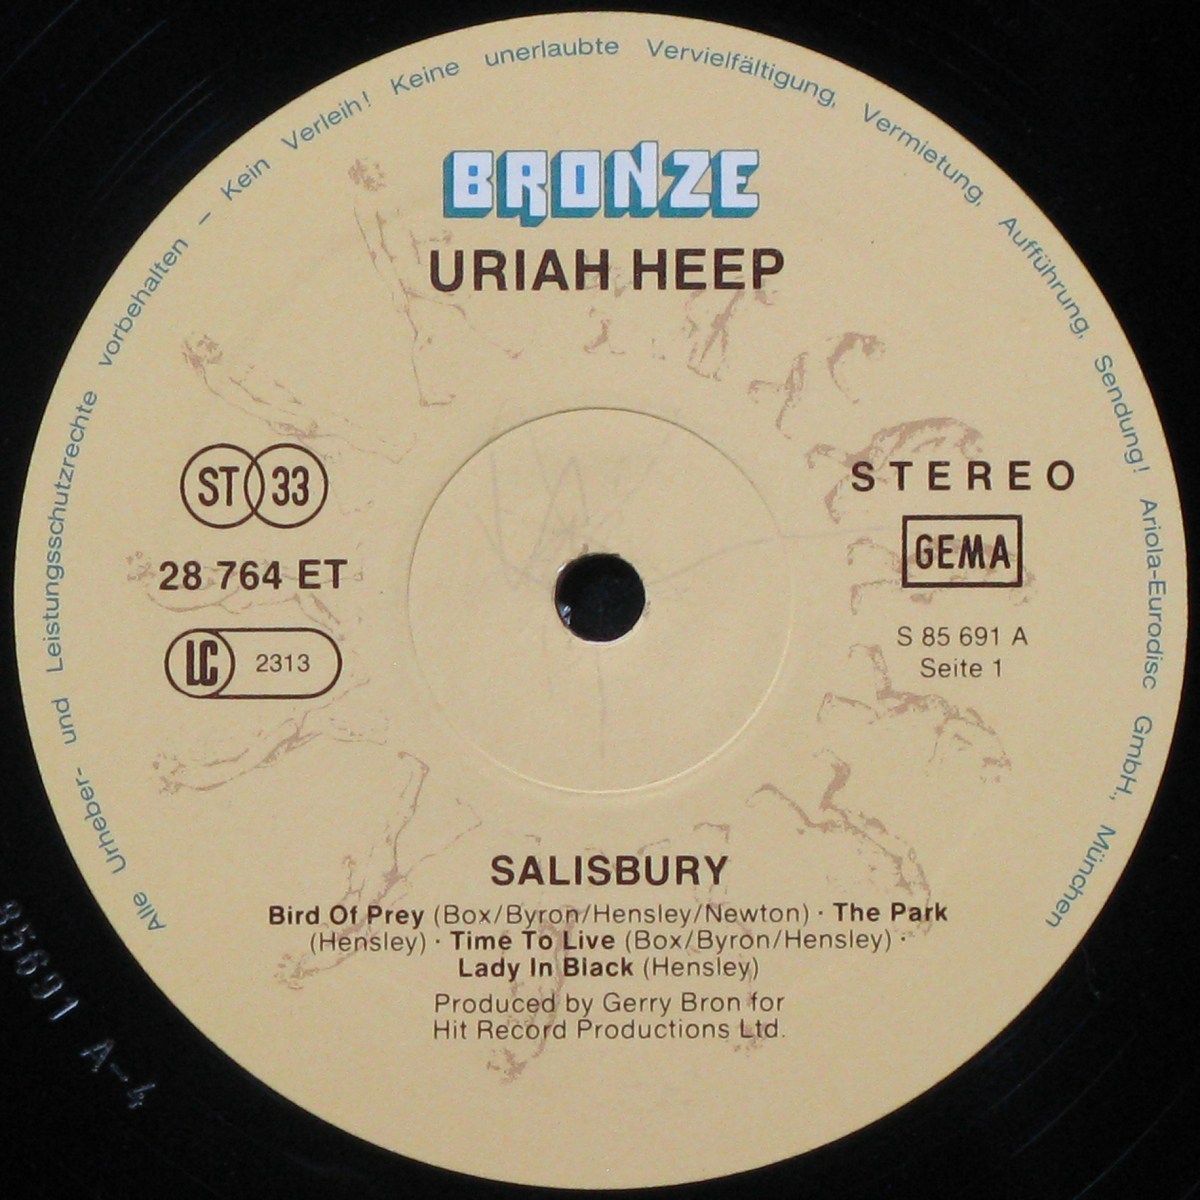 Alle Urheber- und Leistungsschutzrechte vorbehalten – Kein Verleih! Keine unerlaubte Vervielfältigung, Vermietung, Aufführung, Sendung! Ariola-Eurodisc GmbH., München
BRONZE
URIAH HEEP
ST 33
28 764 ET
LC 2313
STEREO
GEMA
S 85 691 A
Seite 1
SALISBURY
Bird Of Prey (Box/Byron/Hensley/Newton) · The Park
(Hensley) · Time To Live (Box/Byron/Hensley) ·
Lady In Black (Hensley)
Produced by Gerry Bron for
Hit Record Productions Ltd.
85691 A-4